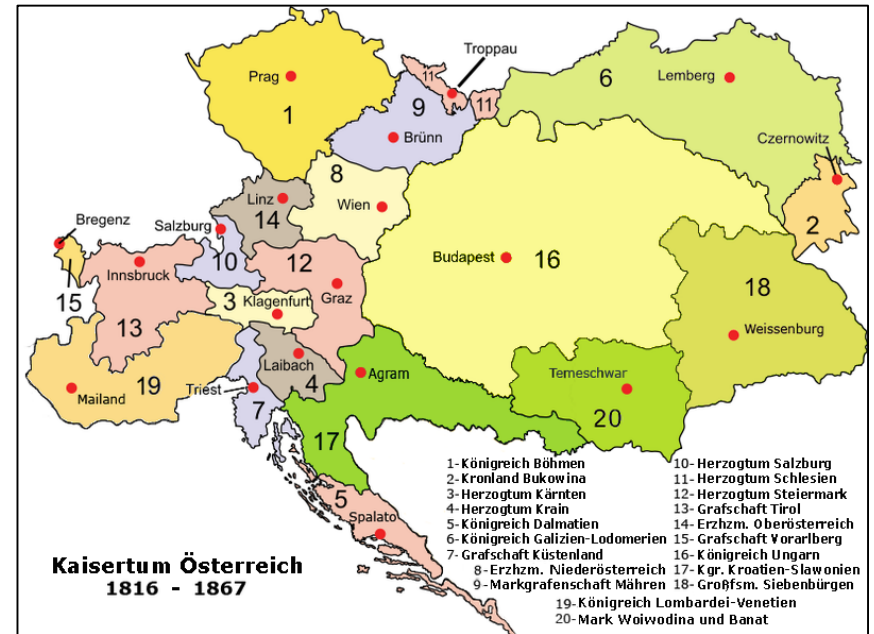 Troppau
11
6
Lemberg
Prag
1
9
11
Brünn
Czernowitz
8
Linz
Wien
14
2
Bregenz
Salzburg
10
12
Budapest
16
Innsbruck
15
3
Klagenfurt
Graz
18
13
Weissenburg
19
Mailand
Triest
Laibach
4
Agram
Temeschwar
7
20
17
5
Spalato
Kaisertum Österreich
1816 - 1867
1- Königreich Böhmen
2- Kronland Bukowina
3- Herzogtum Kärnten
4- Herzogtum Krain
5- Königreich Dalmatien
6- Königreich Galizien-Lodomerien
7- Grafschaft Küstenland
8- Erzhzm. Niederösterreich
9- Markgrafenschaft Mähren
10- Herzogtum Salzburg
11- Herzogtum Schlesien
12- Herzogtum Steiermark
13- Grafschaft Tirol
14- Erzhzm. Oberösterreich
15- Grafschaft Vorarlberg
16- Königreich Ungarn
17- Kgr. Kroatien-Slawonien
18- Großfsm. Siebenbürgen
19- Königreich Lombardei-Venetien
20- Mark Woiwodina und Banat